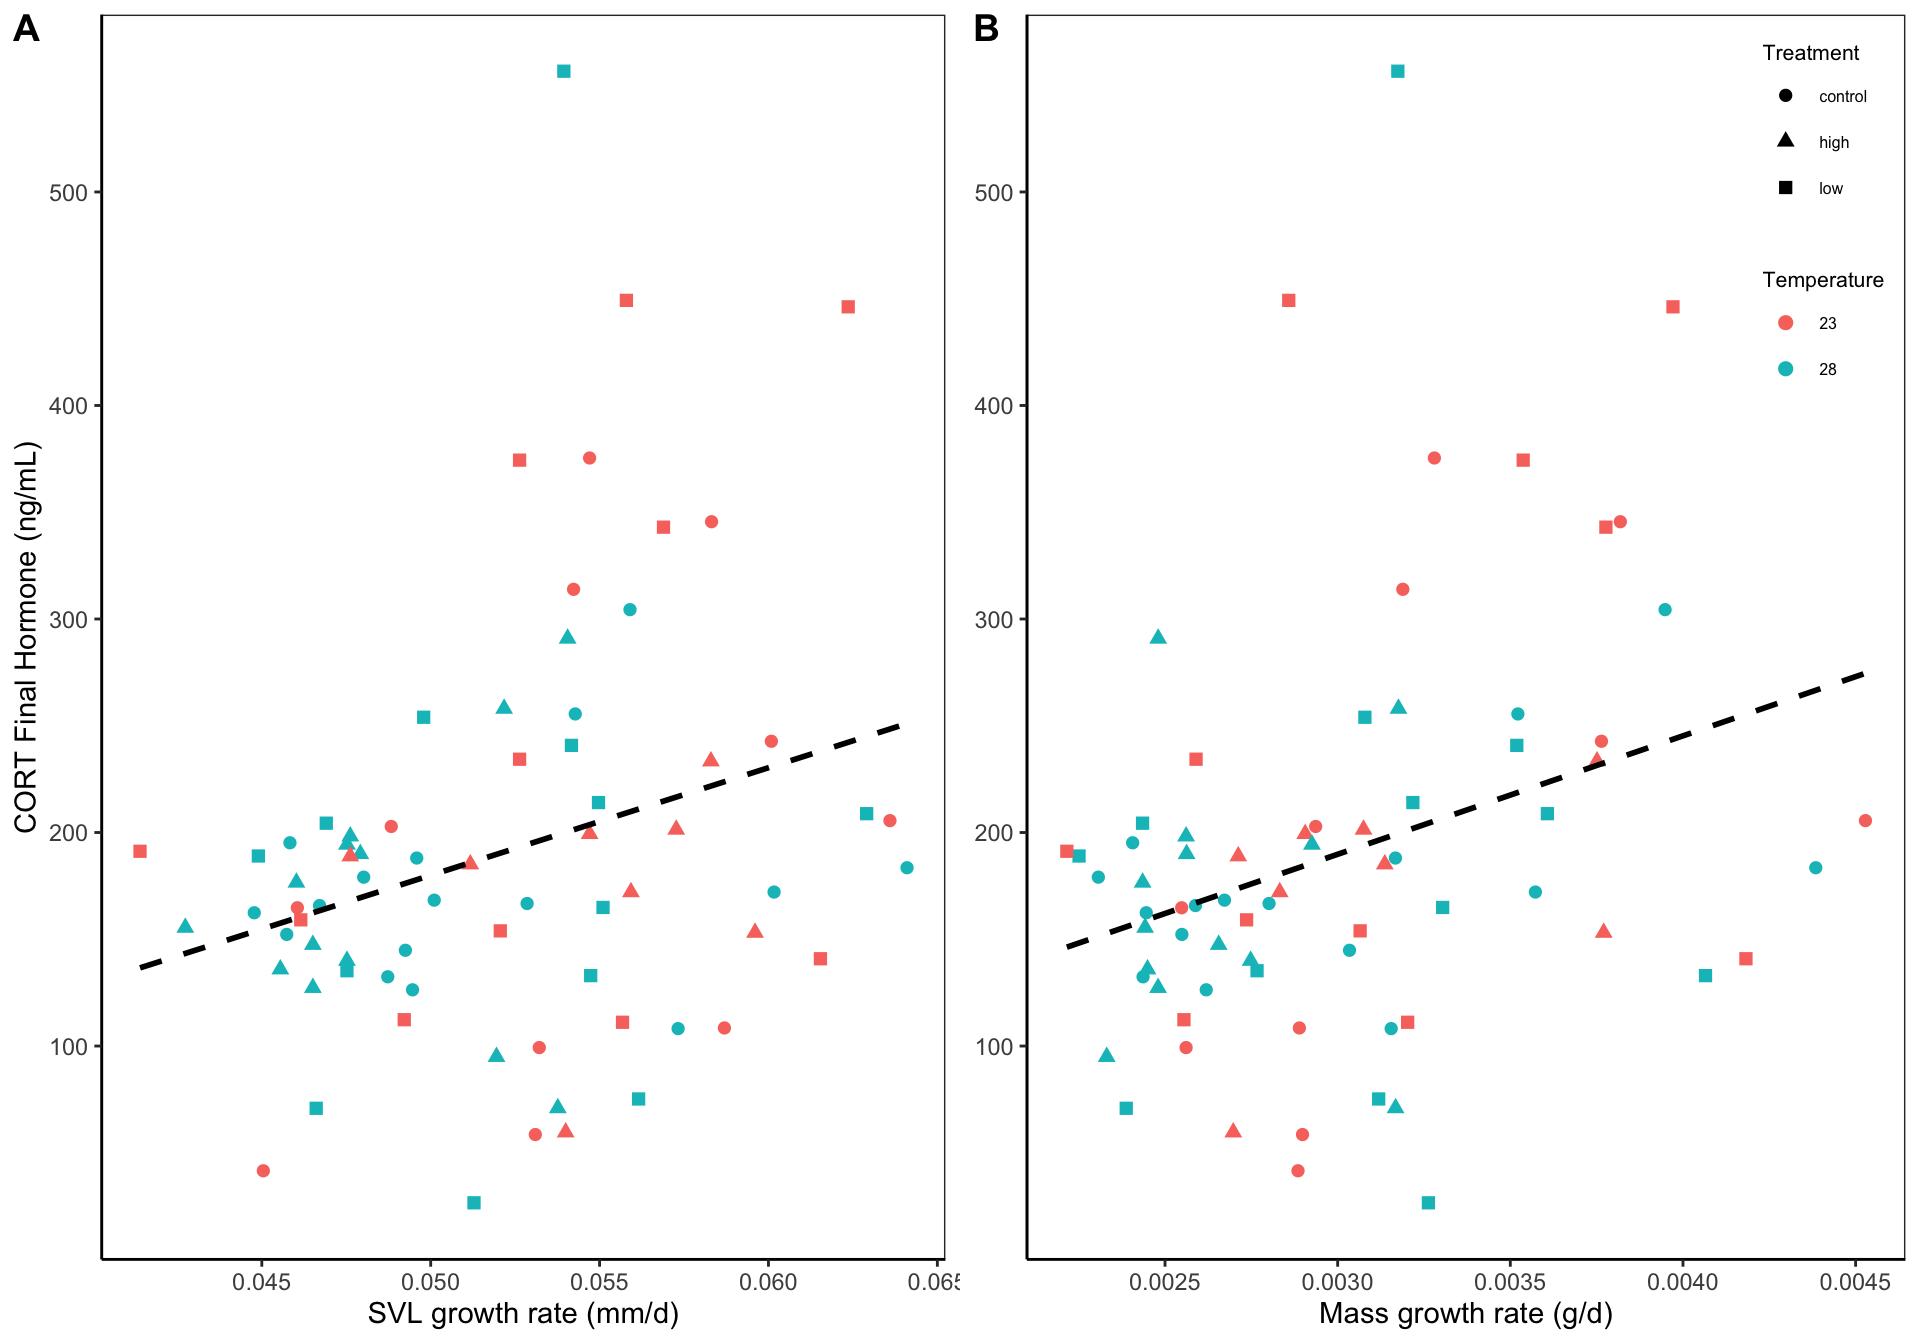 A
CORT Final Hormone (ng/mL)
500
400
300
200
100
0.045 0.050 0.055 0.060 0.065
SVL growth rate (mm/d)
B
500
400
300
200
100
0.0025 0.0030 0.0035 0.0040 0.0045
Mass growth rate (g/d)
Treatment
control
high
low
Temperature
23
28